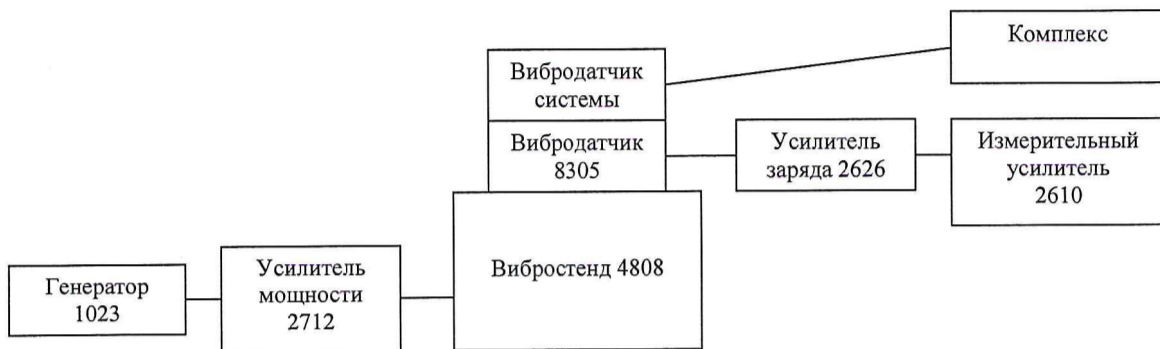 Комплекс
Вибродатчик
системы
Вибродатчик
8305
Усилитель
заряда 2626
Измерительный
усилитель
2610
Вибростенд 4808
Усилитель
мощности
2712
Генератор
1023